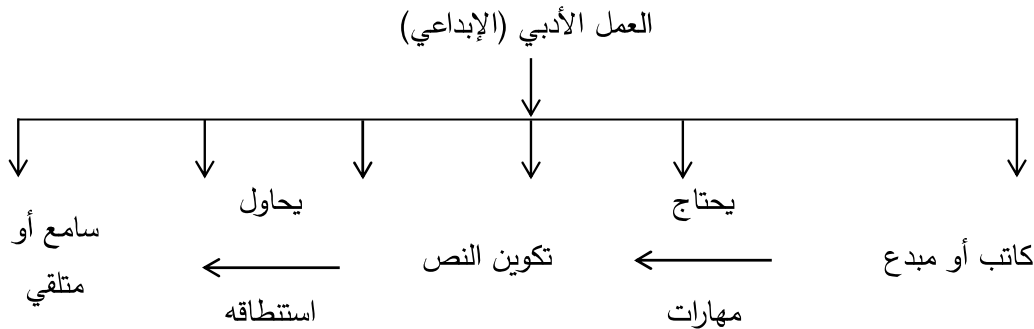 العمل الأدبي (الإبداعي)
يحتاج
يحاول
كاتب أو مبدع
تكوين النص
سامع أو
متلقي
مهارات
استنطاقه